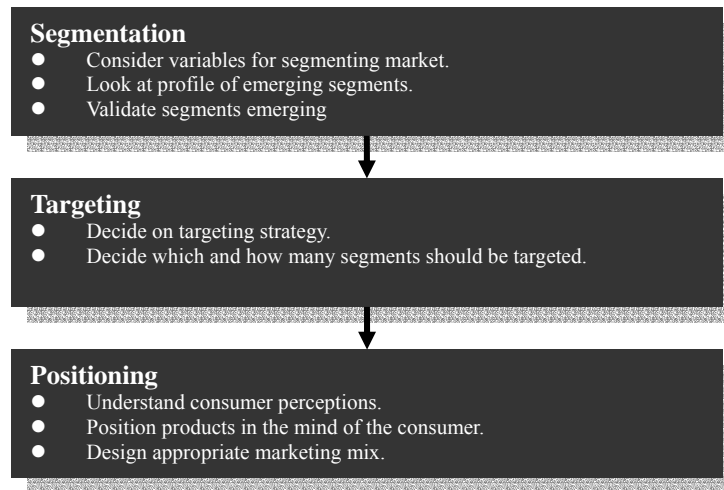 Segmentation
● Consider variables for segmenting market.
● Look at profile of emerging segments.
● Validate segments emerging
Targeting
● Decide on targeting strategy.
● Decide which and how many segments should be targeted.
Positioning
● Understand consumer perceptions.
● Position products in the mind of the consumer.
● Design appropriate marketing mix.